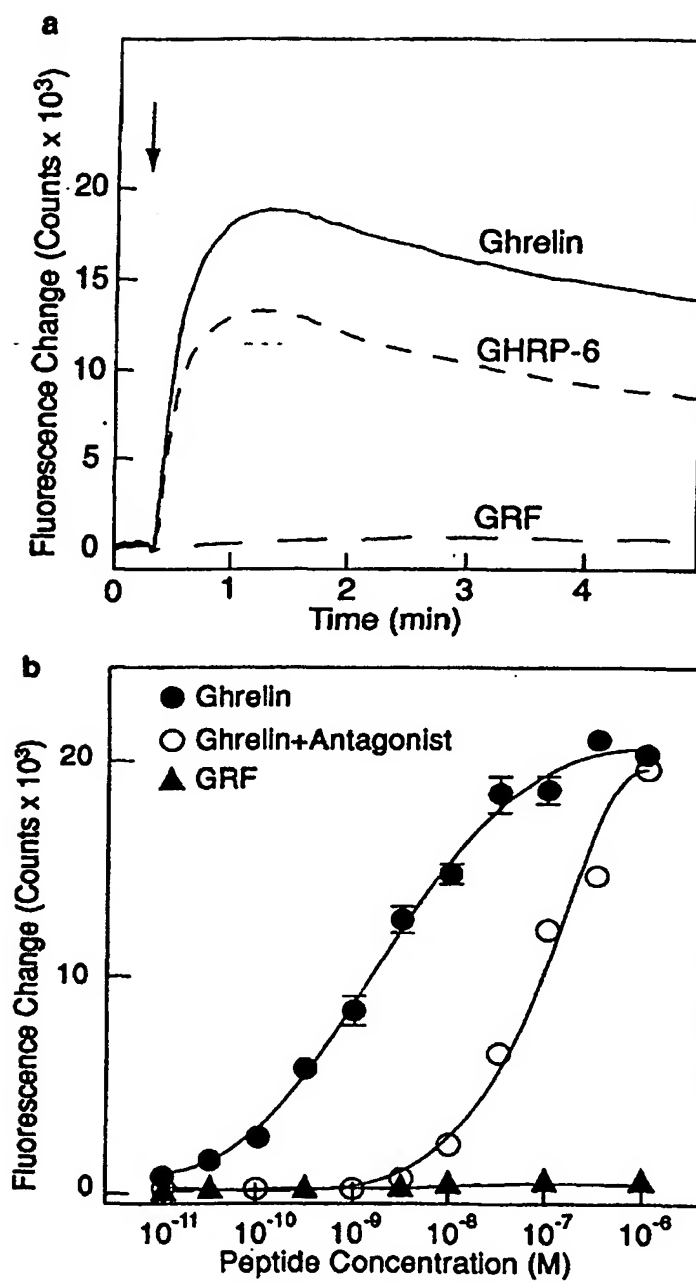 a
Fluorescence Change (Counts x 10³)
20
15
10
5
0
Ghrelin
GHRP-6
GRF
0 1 2 3 4
Time (min)
b
Fluorescence Change (Counts x 10³)
Ghrelin
Ghrelin+Antagonist
GRF
20
10
0
10⁻¹¹ 10⁻¹⁰ 10⁻⁹ 10⁻⁸ 10⁻⁷ 10⁻⁶
Peptide Concentration (M)